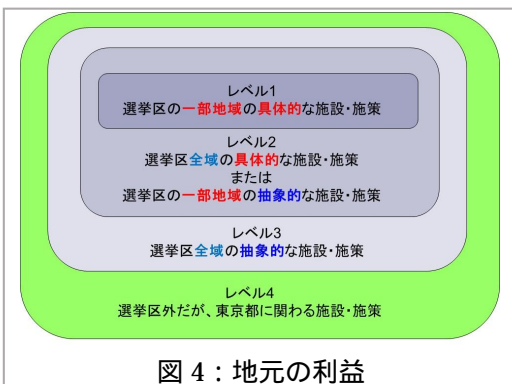 レベル1
選挙区の一部地域の具体的な施設・施策
レベル2
選挙区全域の具体的な施設・施策
または
選挙区の一部地域の抽象的な施設・施策
レベル3
選挙区全域の抽象的な施設・施策
レベル4
選挙区外だが、東京都に関わる施設・施策
図 4：地元の利益